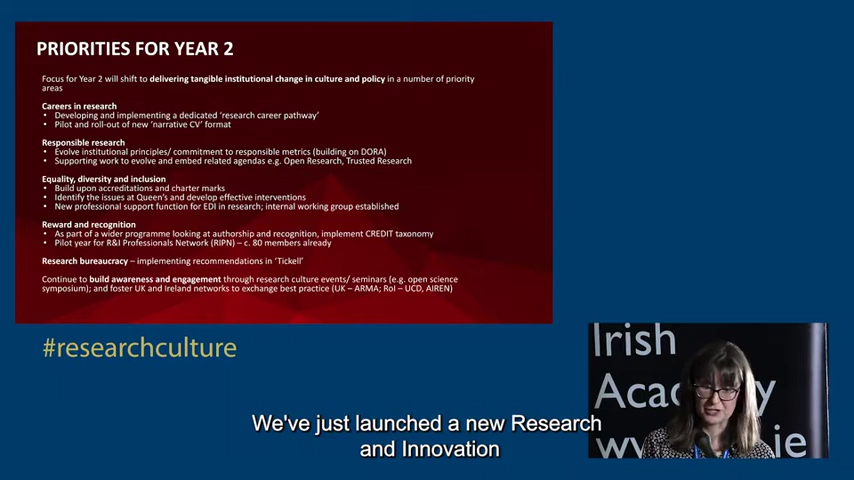 PRIORITIES FOR YEAR 2
Focus for Year 2 will shift to delivering tangible institutional change in culture and policy in a number of priority
areas
Careers in research
• Developing and implementing a dedicated 'research career pathway'
• Pilot and roll-out of new 'narrative CV' format
Responsible research
• Evolve institutional principles/ commitment to responsible metrics (building on DORA)
• Supporting work to evolve and embed related agendas e.g. Open Research, Trusted Research
Equality, diversity and inclusion
• Build upon accreditations and charter marks
• Identify the issues at Queen's and develop effective interventions
• New professional support function for EDI in research; internal working group established
Reward and recognition
• As part of a wider programme looking at authorship and recognition, implement CREDIT taxonomy
• Pilot year for R&I Professionals Network (RIPN) – c. 80 members already
Research bureaucracy – implementing recommendations in 'Tickell'
Continue to build awareness and engagement through research culture events/ seminars (e.g. open science
symposium); and foster UK and Ireland networks to exchange best practice (UK – ARMA; RoI – UCD, AIREN)
#researchculture
Irish
Aca y
w ie
We've just launched a new Research
and Innovation